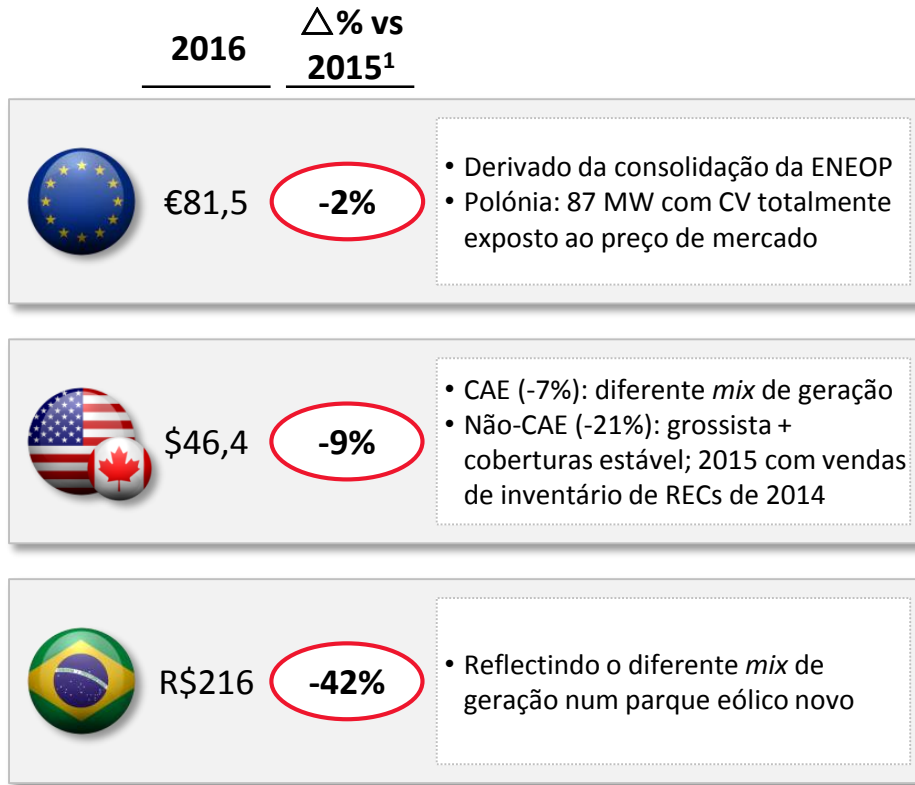 2016
△% vs
2015¹
€81,5
-2%
• Derivado da consolidação da ENEOP
• Polónia: 87 MW com CV totalmente
exposto ao preço de mercado
$46,4
-9%
• CAE (-7%): diferente mix de geração
• Não-CAE (-21%): grossista +
coberturas estável; 2015 com vendas
de inventário de RECs de 2014
R$216
-42%
• Reflectindo o diferente mix de
geração num parque eólico novo